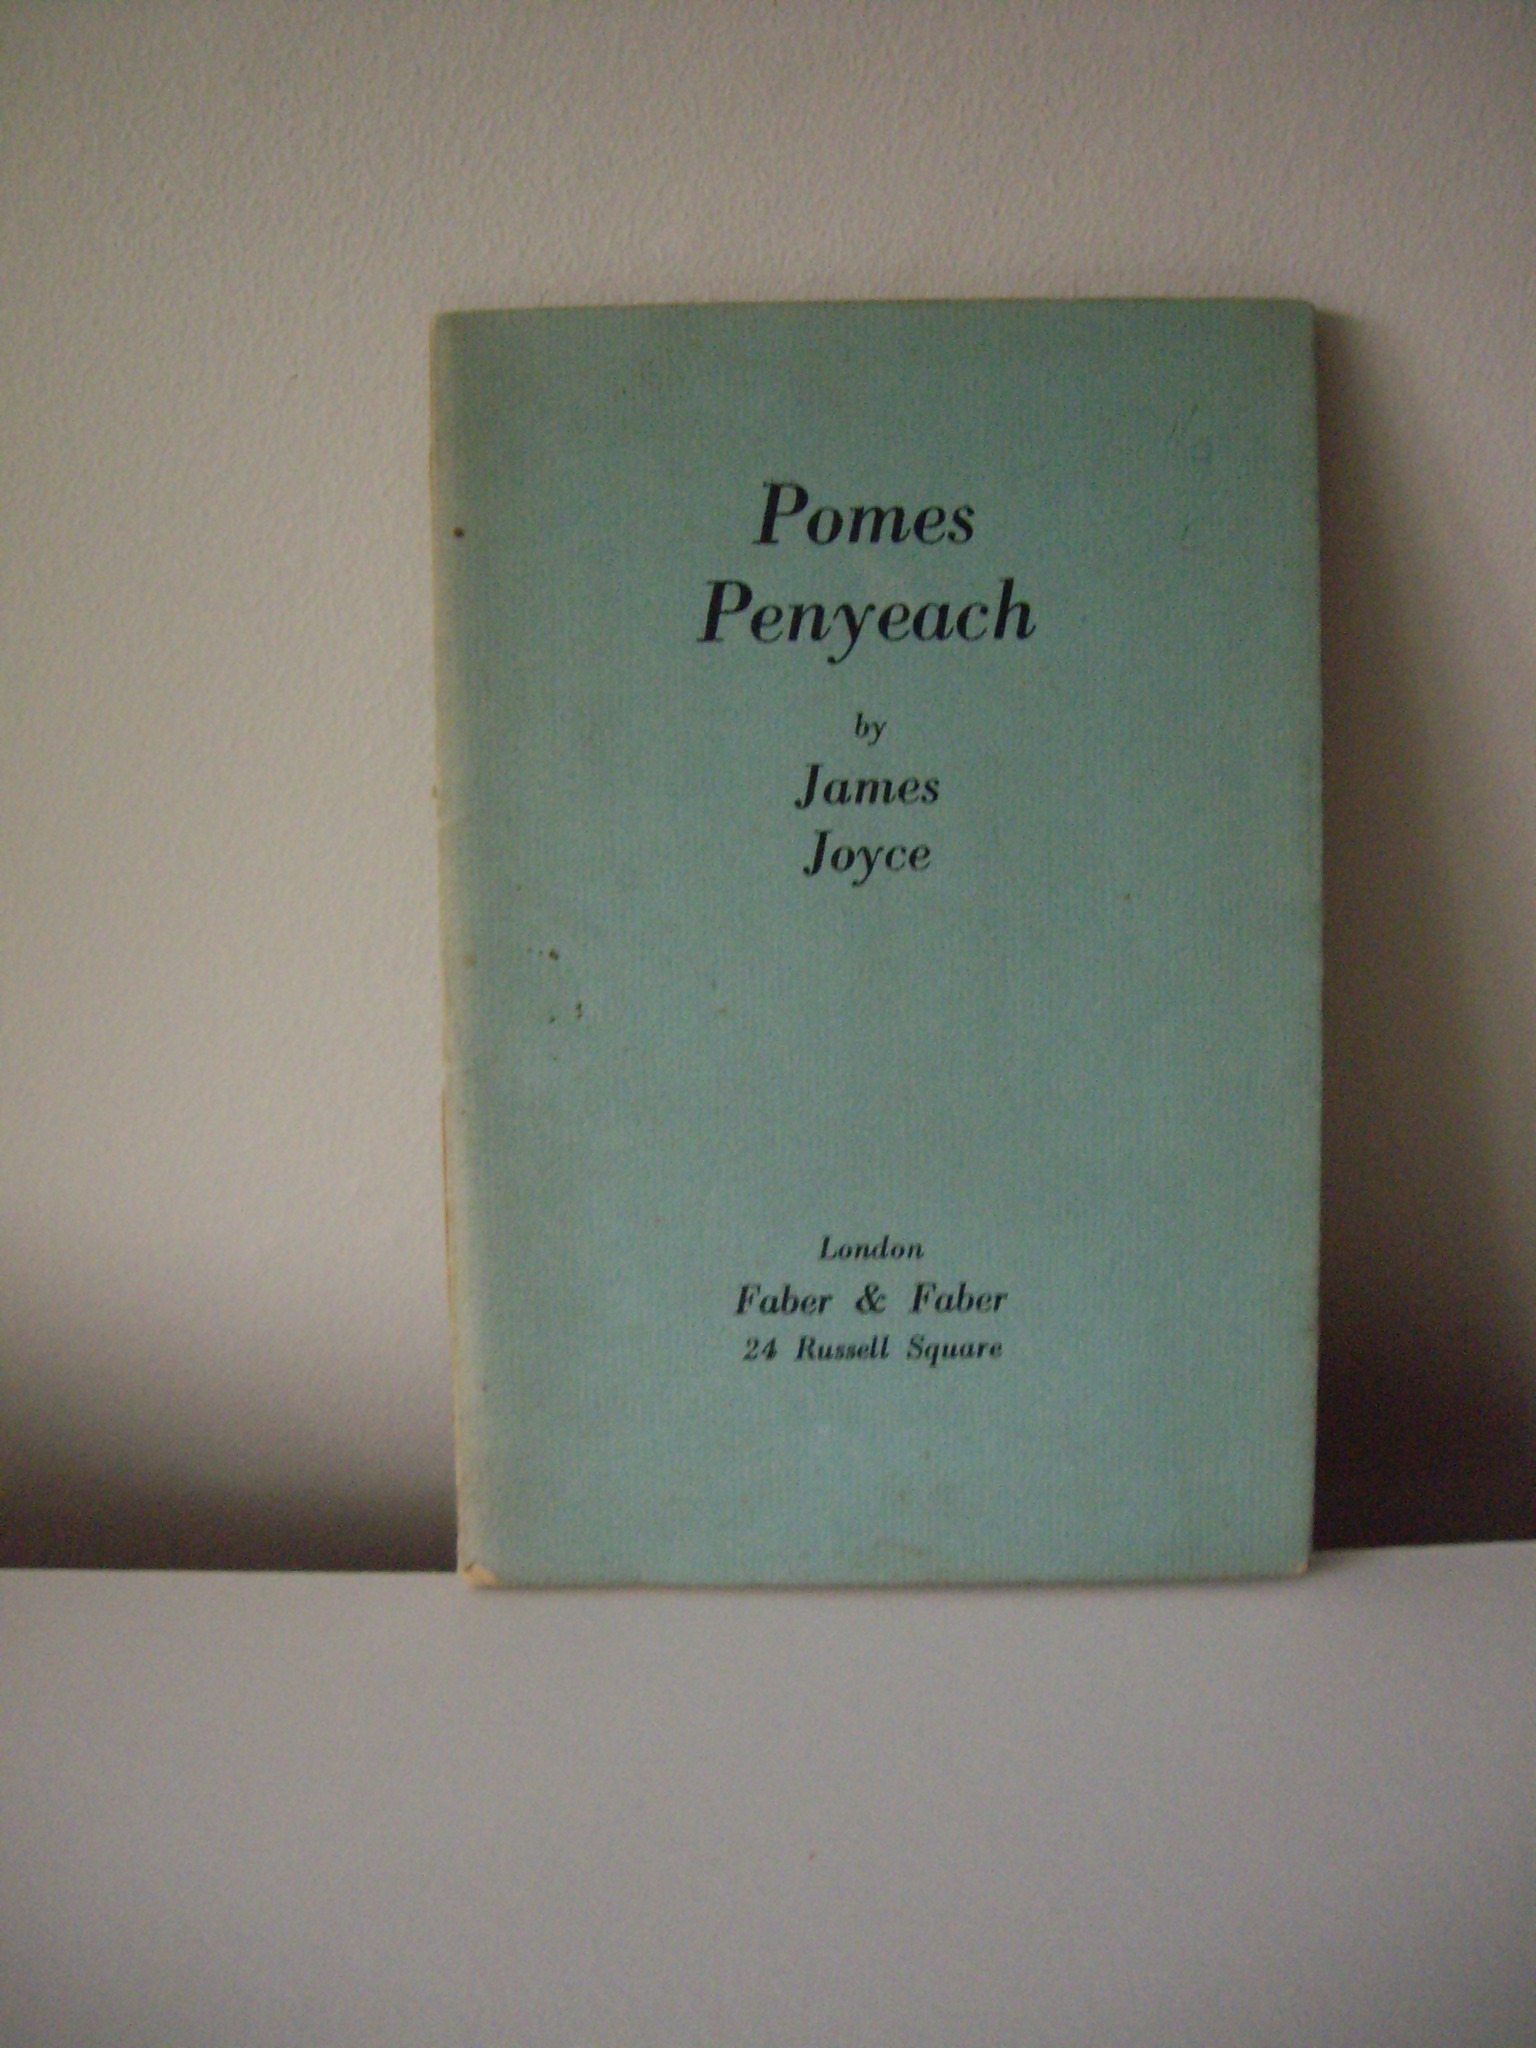 Pomes
Penyeach
by
James
Joyce
London
Faber & Faber
24 Russell Square